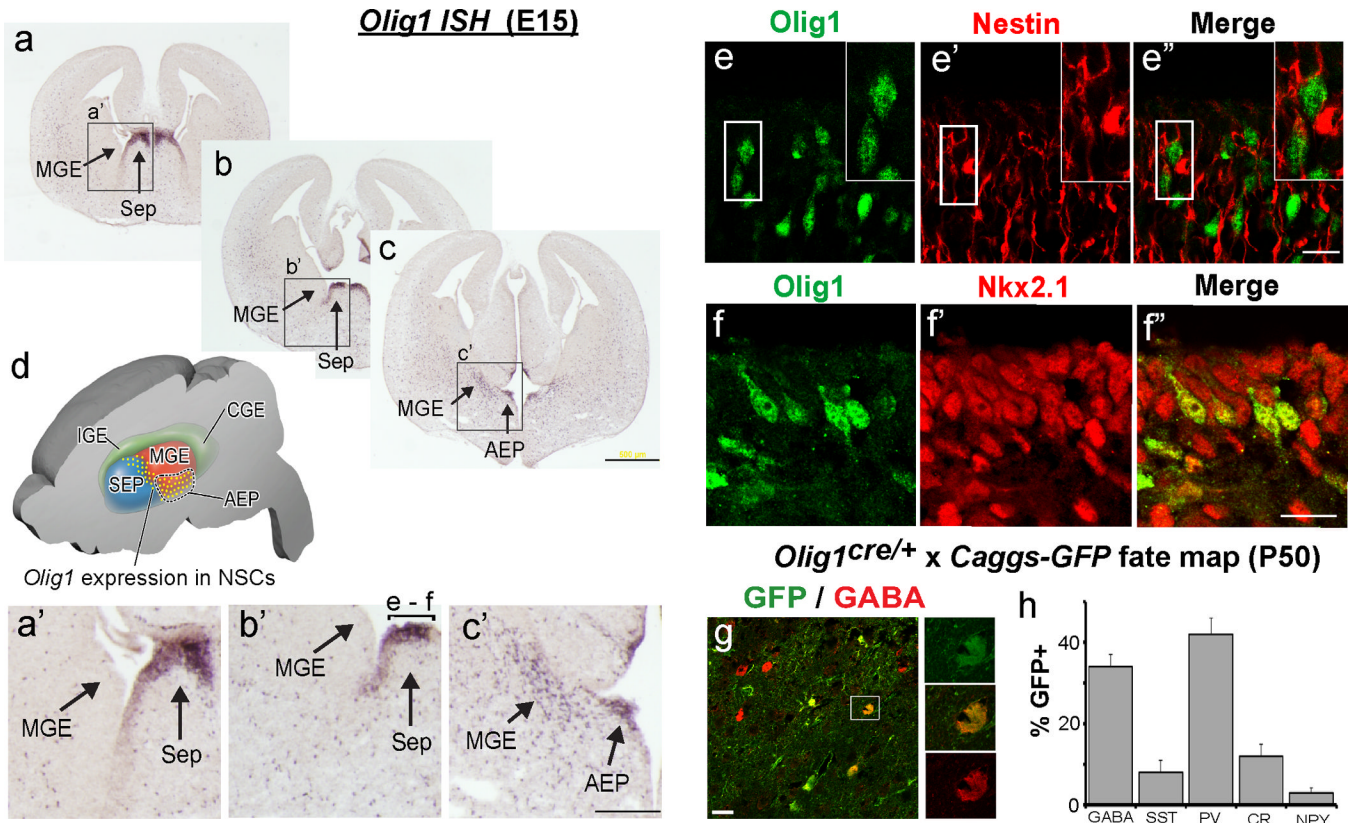 Olig1 ISH (E15)
a
a'
MGE
Sep
b
b'
MGE
Sep
c
c'
MGE
AEP
500 µm
d
CGE
IGE
MGE
SEP
AEP
Olig1 expression in NSCs
a'
MGE
Sep
b'
e - f
MGE
Sep
c'
MGE
AEP
Olig1 Nestin Merge
e e' e"
Olig1 Nkx2.1 Merge
f f' f"
Olig1cre/+ x Caggs-GFP fate map (P50)
GFP / GABA
g
h
% GFP+
40
20
0
GABA SST PV CR NPY